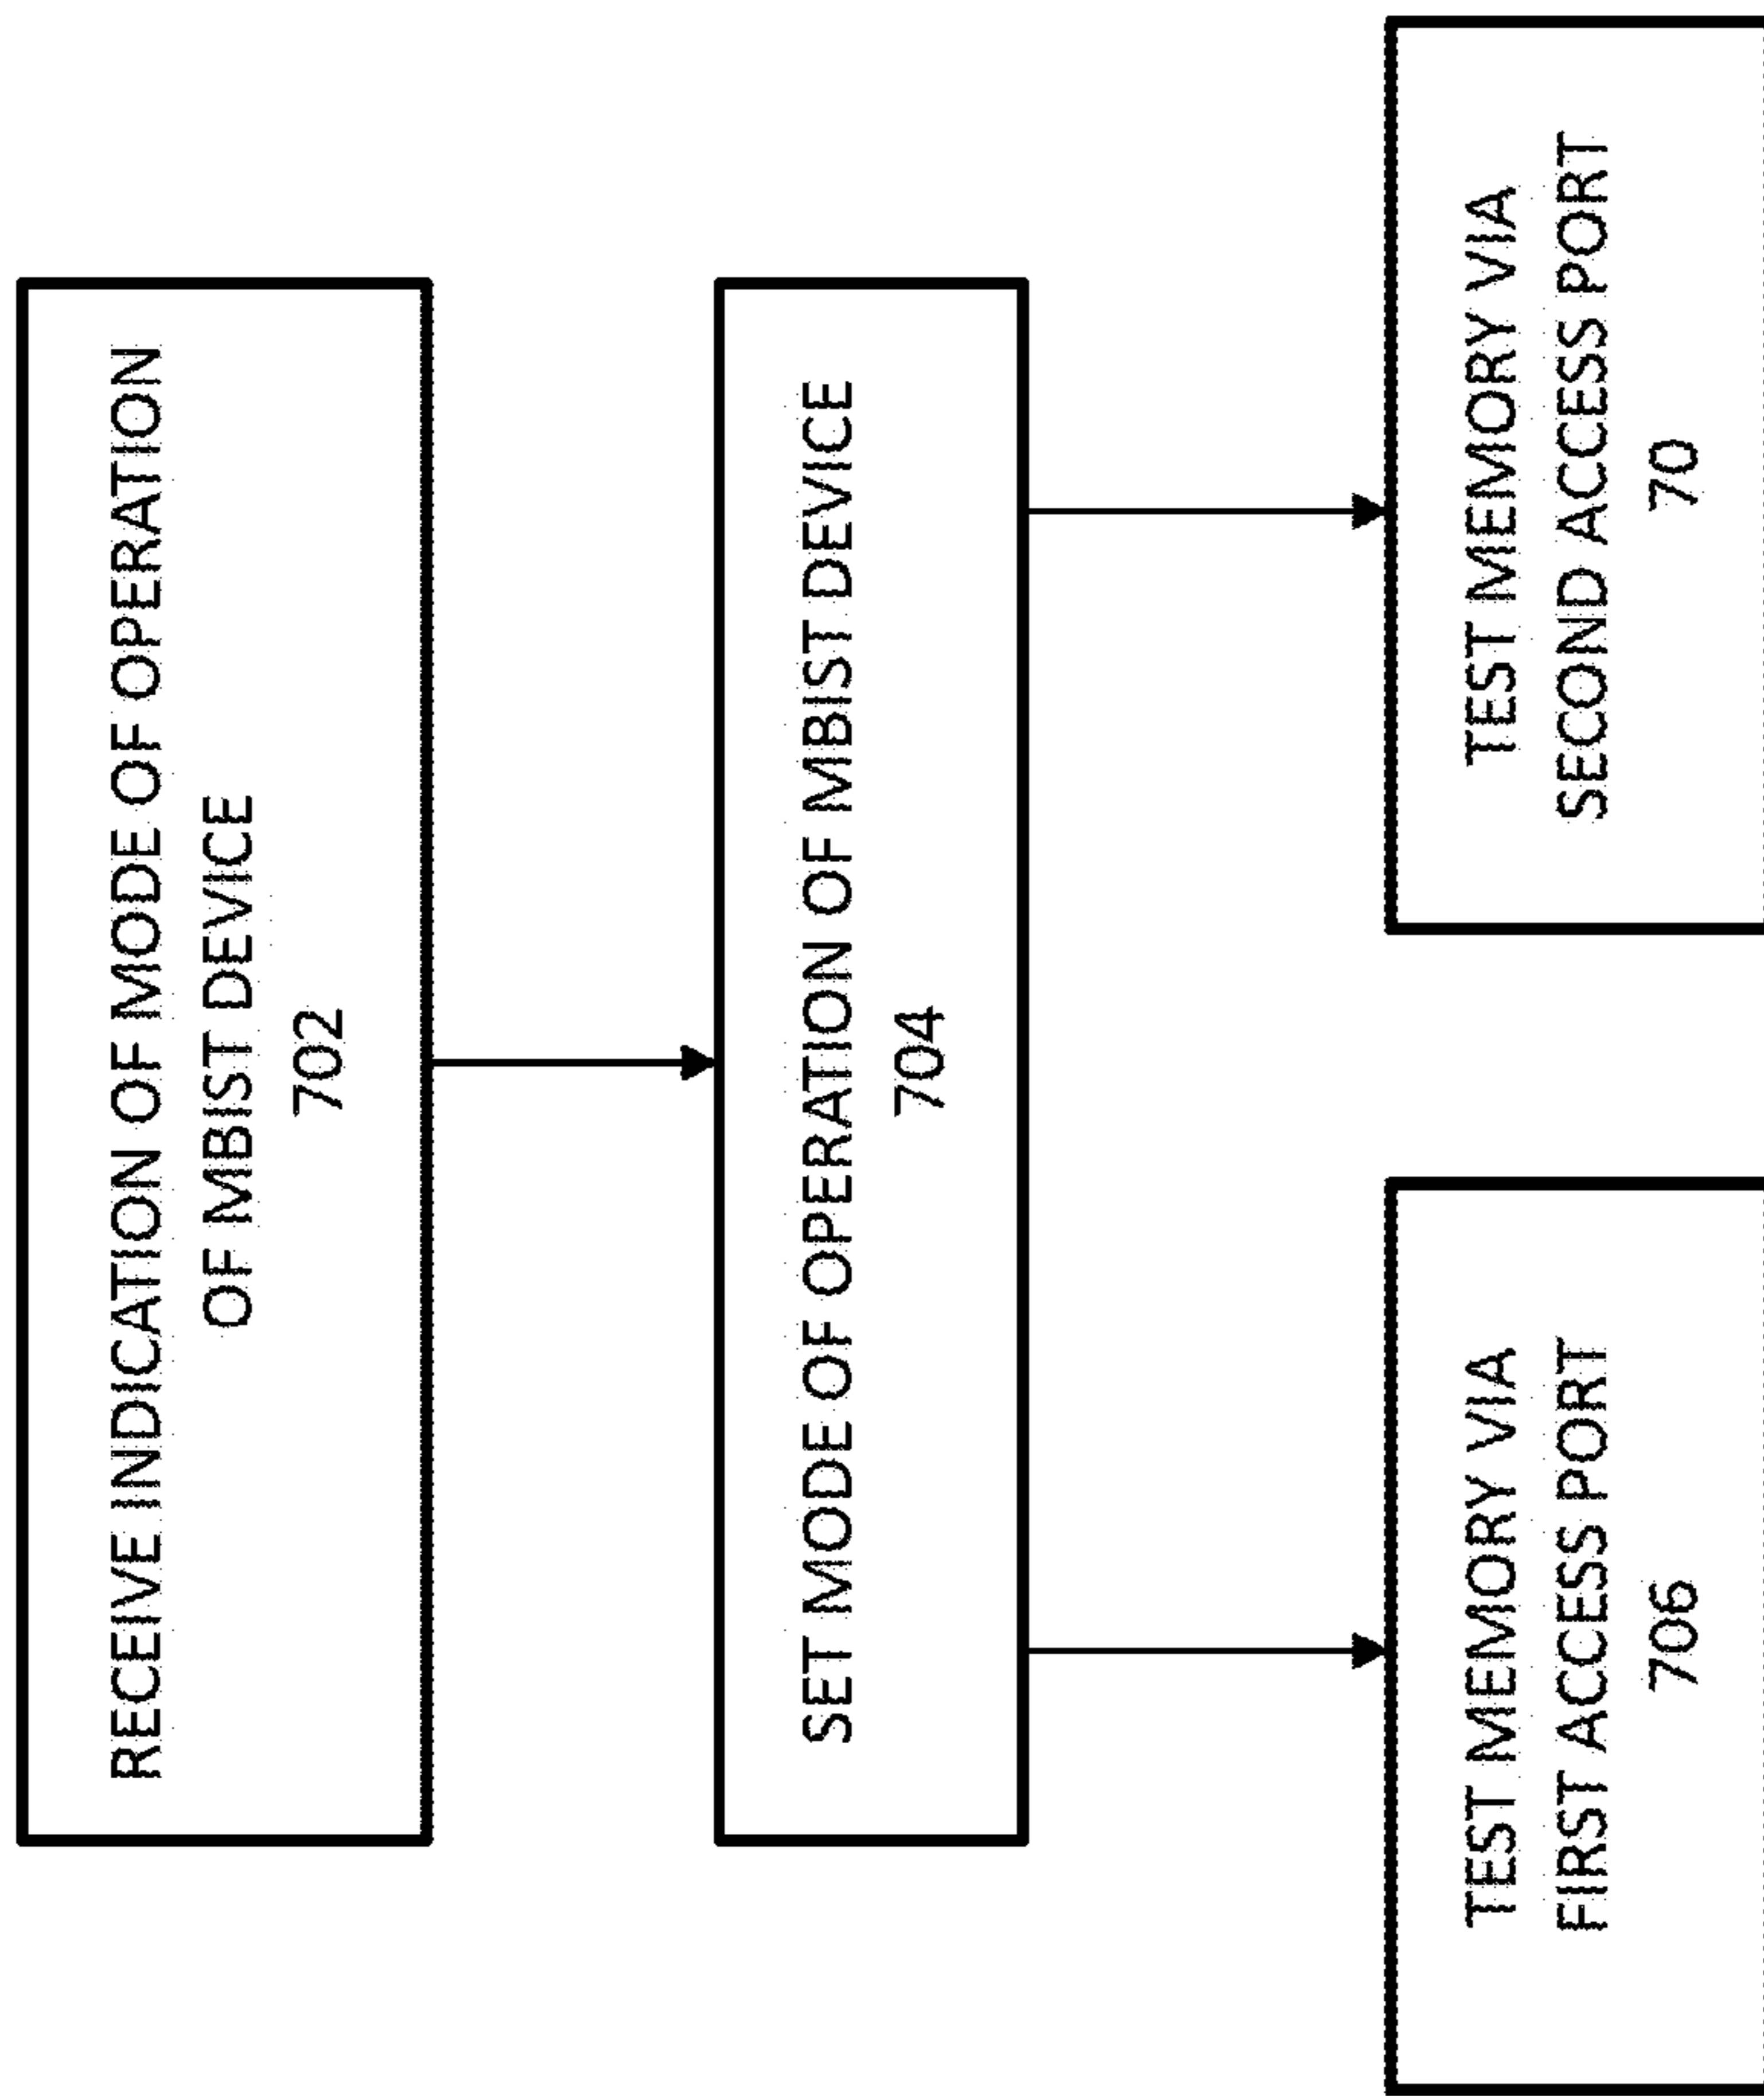 RECEIVE INDICATION OF MODE OF OPERATION
OF MBIST DEVICE
702
SET MODE OF OPERATION OF MBIST DEVICE
704
TEST MEMORY VIA
FIRST ACCESS PORT
706
TEST MEMORY VIA
SECOND ACCESS PORT
70